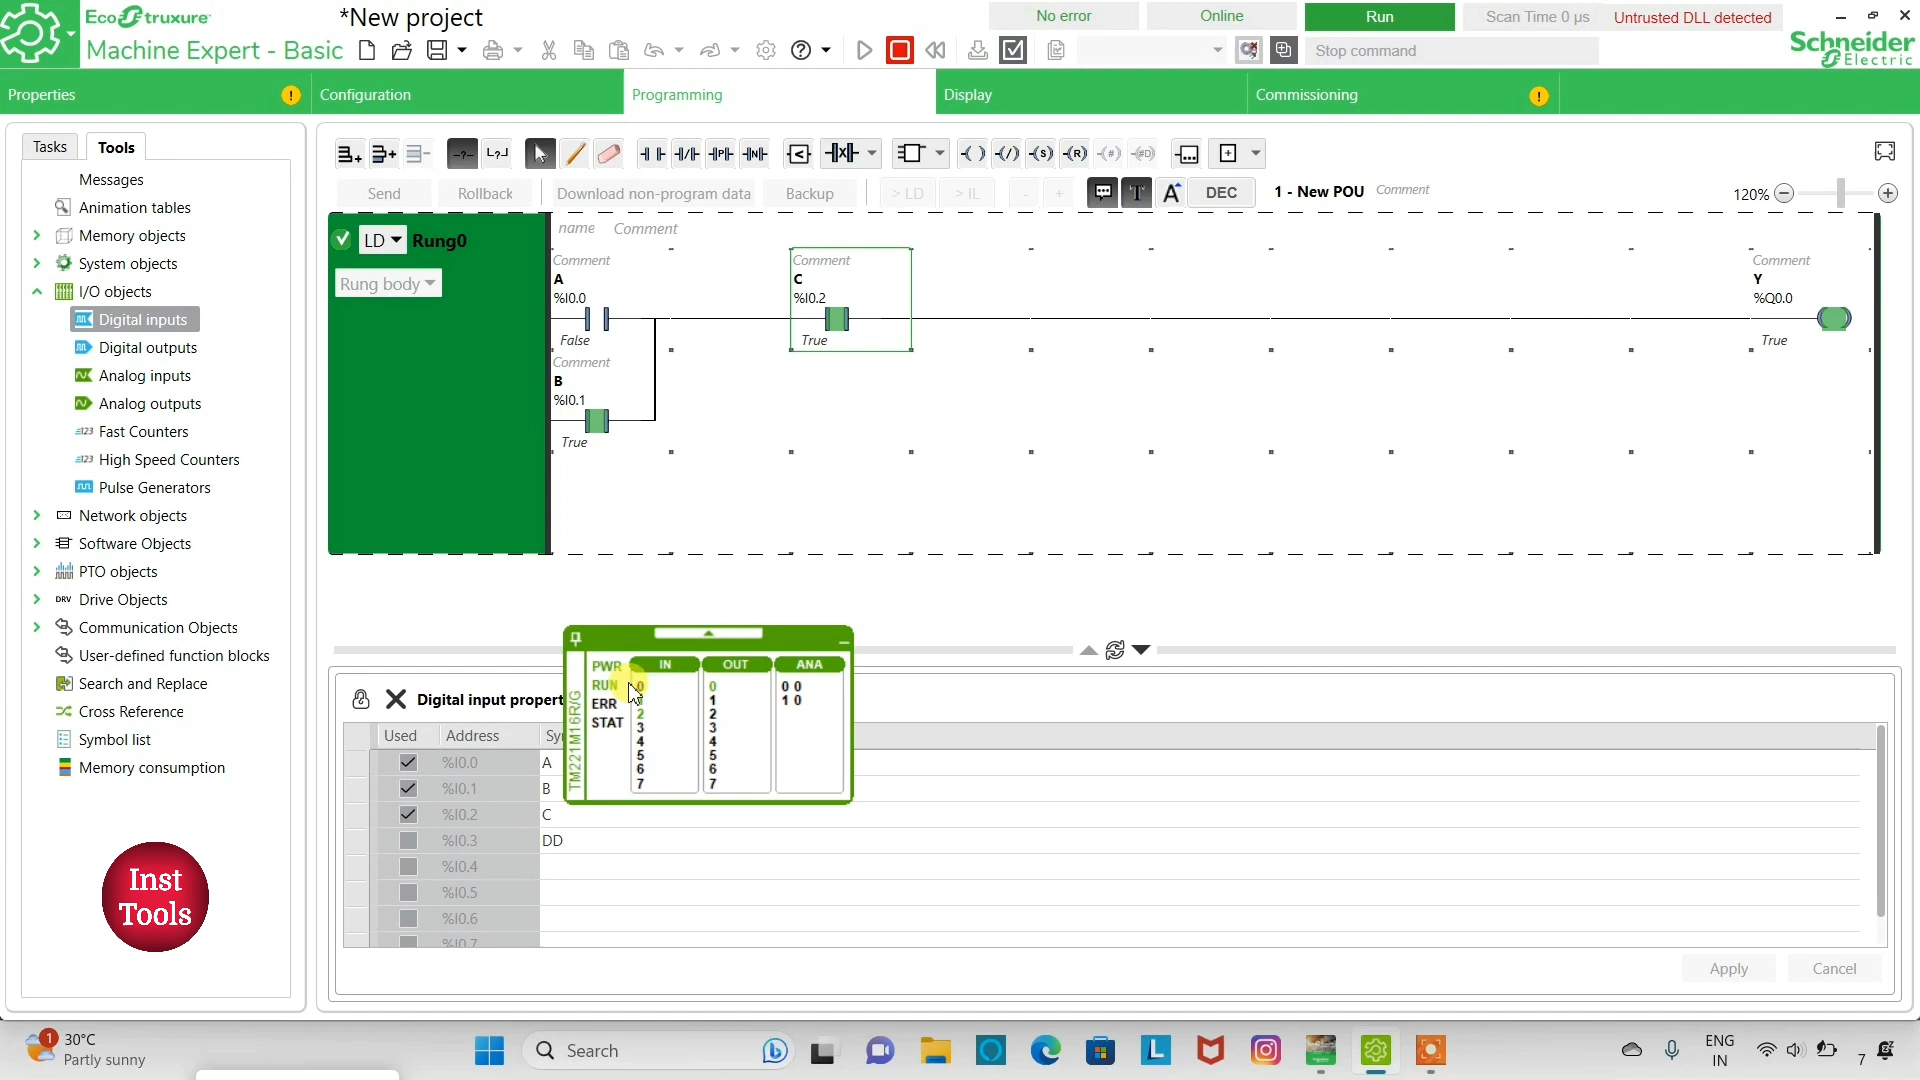 EcoStruxure
Machine Expert - Basic
*New project
No error
Online
Run
Scan Time 0 µs
Untrusted DLL detected
Stop command
Schneider
Electric
Properties
Configuration
Programming
Display
Commissioning
Tasks
Tools
Messages
Animation tables
Memory objects
System objects
I/O objects
Digital inputs
Digital outputs
Analog inputs
Analog outputs
Fast Counters
High Speed Counters
Pulse Generators
Network objects
Software Objects
PTO objects
DRV Drive Objects
Communication Objects
User-defined function blocks
Search and Replace
Cross Reference
Symbol list
Memory consumption
Inst
Tools
Send
Rollback
Download non-program data
Backup
> LD
> IL
-
+
T
A
DEC
1 - New POU
Comment
120%
LD
Rung0
Rung body
name
Comment
Comment
A
%I0.0
False
Comment
B
%I0.1
True
Comment
C
%I0.2
True
Comment
Y
%Q0.0
True
TM221M16R/G
PWR
RUN
ERR
STAT
IN
0
2
3
4
5
6
7
OUT
0
1
2
3
4
5
6
7
ANA
0 0
1 0
Digital input propert
Used
Address
Sy
%I0.0
A
%I0.1
B
%I0.2
C
%I0.3
DD
%I0.4
%I0.5
%I0.6
%I0.7
Apply
Cancel
1
30°C
Partly sunny
Search
ENG
IN
7